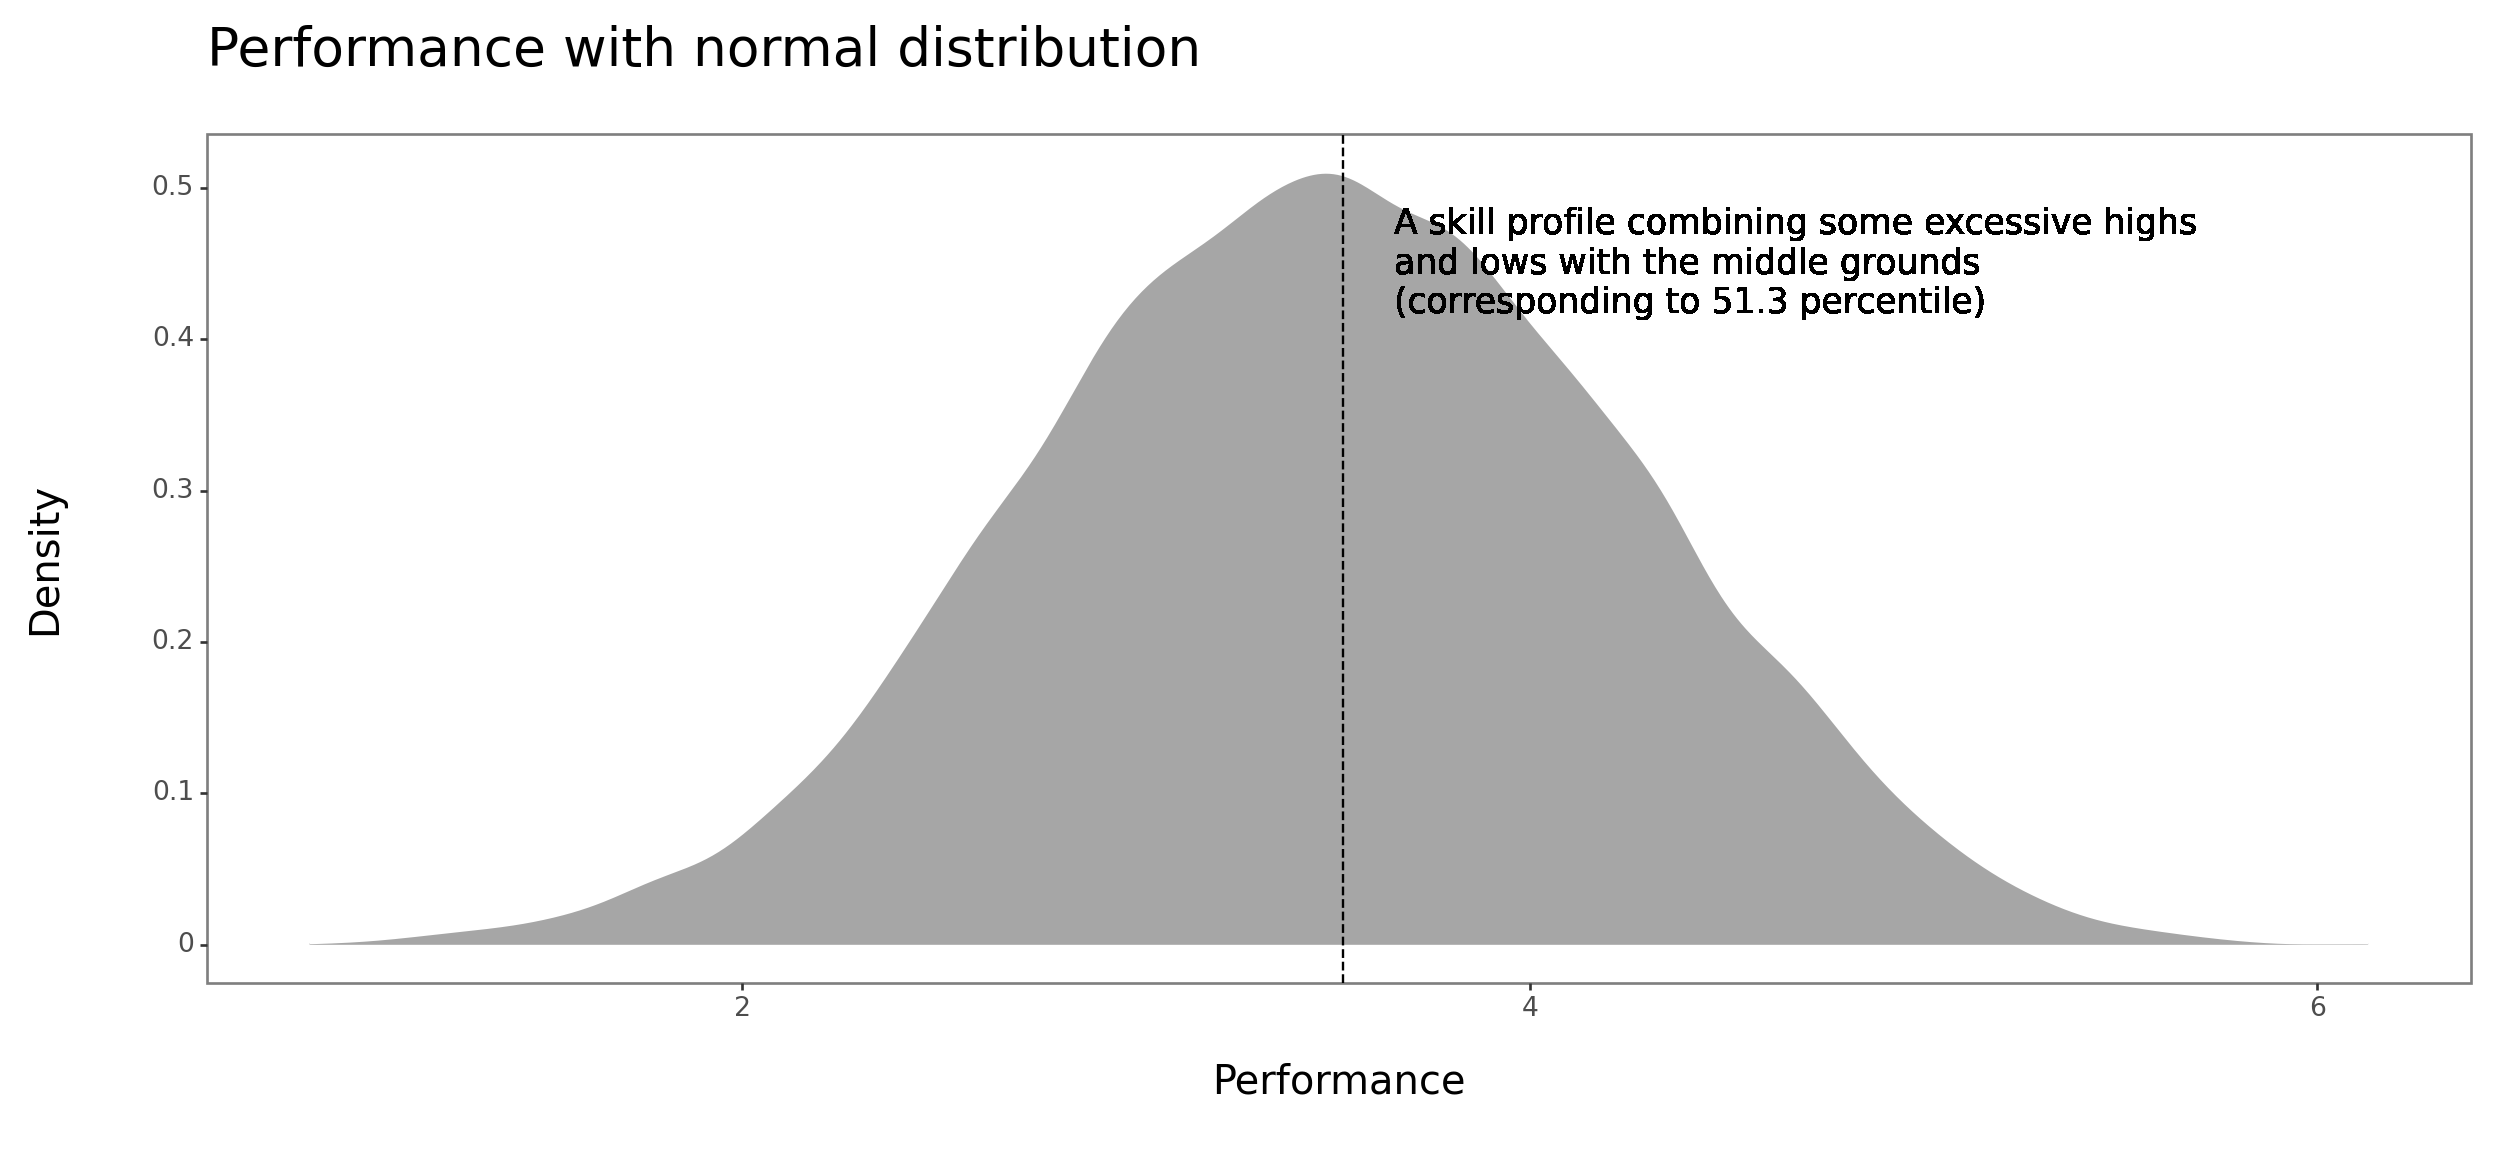 Performance with normal distribution
0.5
A skill profile combining some excessive highs
and lows with the middle grounds
(corresponding to 51.3 percentile)
0.4
0.3
Density
0.2
0.1
0
2
4
6
Performance